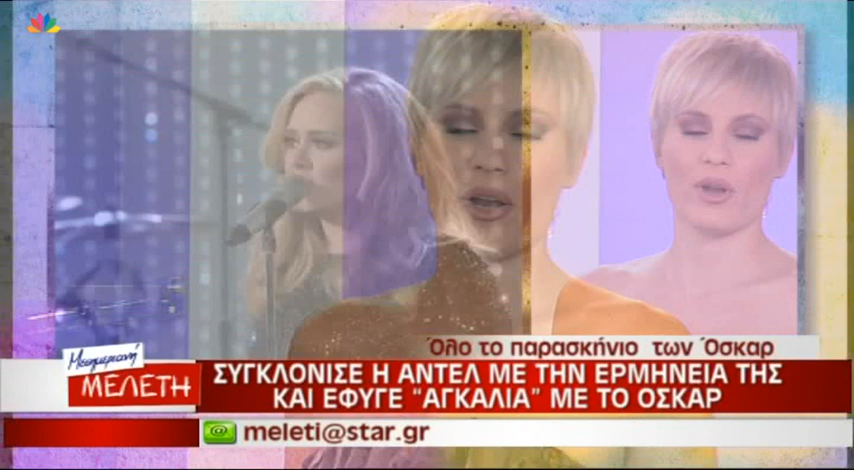 Όλο το παρασκήνιο των Όσκαρ
Μεσημεριανή
ΜΕΛΕΤΗ
ΣΥΓΚΛΟΝΙΣΕ Η ΑΝΤΕΛ ΜΕ ΤΗΝ ΕΡΜΗΝΕΙΑ ΤΗΣ
ΚΑΙ ΕΦΥΓΕ “ΑΓΚΑΛΙΑ” ΜΕ ΤΟ ΟΣΚΑΡ
@ meleti@star.gr